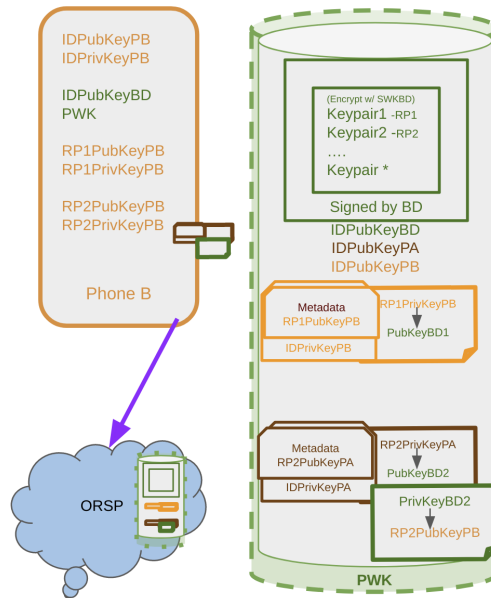 IDPubKeyPB
IDPrivKeyPB
IDPubKeyBD
PWK
RP1PubKeyPB
RP1PrivKeyPB
RP2PubKeyPB
RP2PrivKeyPB
Phone B
ORSP
(Encrypt w/ SWKBD)
Keypair1 -RP1
Keypair2 -RP2
....
Keypair *
Signed by BD
IDPubKeyBD
IDPubKeyPA
IDPubKeyPB
Metadata
RP1PubKeyPB
IDPrivKeyPB
RP1PrivKeyPB
PubKeyBD1
Metadata
RP2PubKeyPA
IDPrivKeyPA
RP2PrivKeyPA
PubKeyBD2
PrivKeyBD2
RP2PubKeyPB
PWK